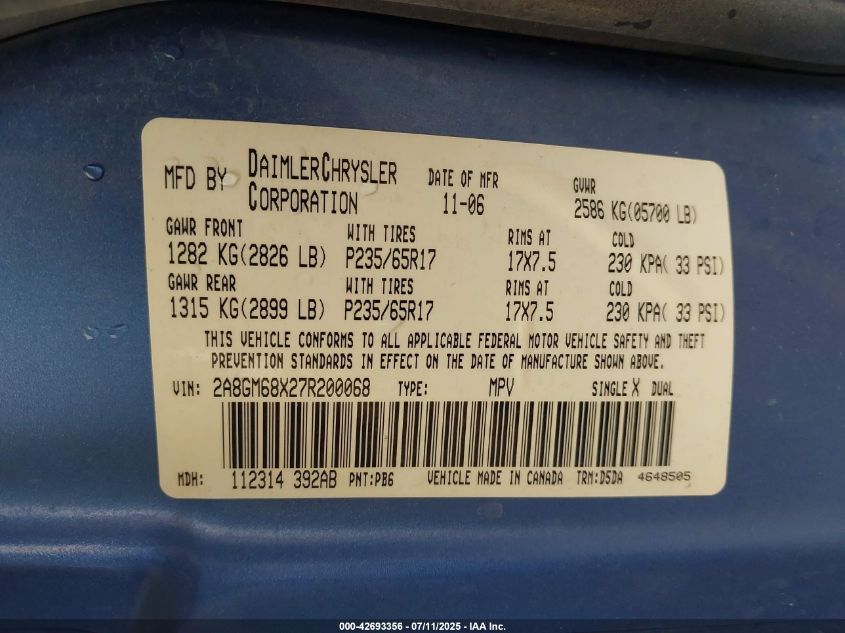 MFD BY DAIMLERCHRYSLER CORPORATION DATE OF MFR 11-06 GVWR 2586 KG(05700 LB)
GAWR FRONT WITH TIRES RIMS AT COLD
1282 KG(2826 LB) P235/65R17 17X7.5 230 KPA( 33 PSI)
GAWR REAR WITH TIRES RIMS AT COLD
1315 KG(2899 LB) P235/65R17 17X7.5 230 KPA( 33 PSI)
THIS VEHICLE CONFORMS TO ALL APPLICABLE FEDERAL MOTOR VEHICLE SAFETY AND THEFT
PREVENTION STANDARDS IN EFFECT ON THE DATE OF MANUFACTURE SHOWN ABOVE.
VIN: 2A8GM68X27R200068 TYPE: MPV SINGLE X DUAL
MDH: 112314 392AB PNT:PB6 VEHICLE MADE IN CANADA TRM:D5DA 4648505
000-42693356 - 07/11/2025 - IAA Inc.